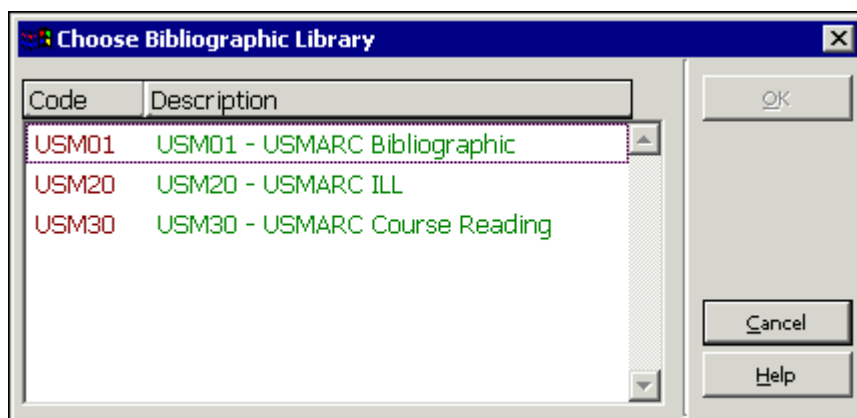 Choose Bibliographic Library
Code Description
OK
USM01 USM01 - USMARC Bibliographic
USM20 USM20 - USMARC ILL
USM30 USM30 - USMARC Course Reading
Cancel
Help